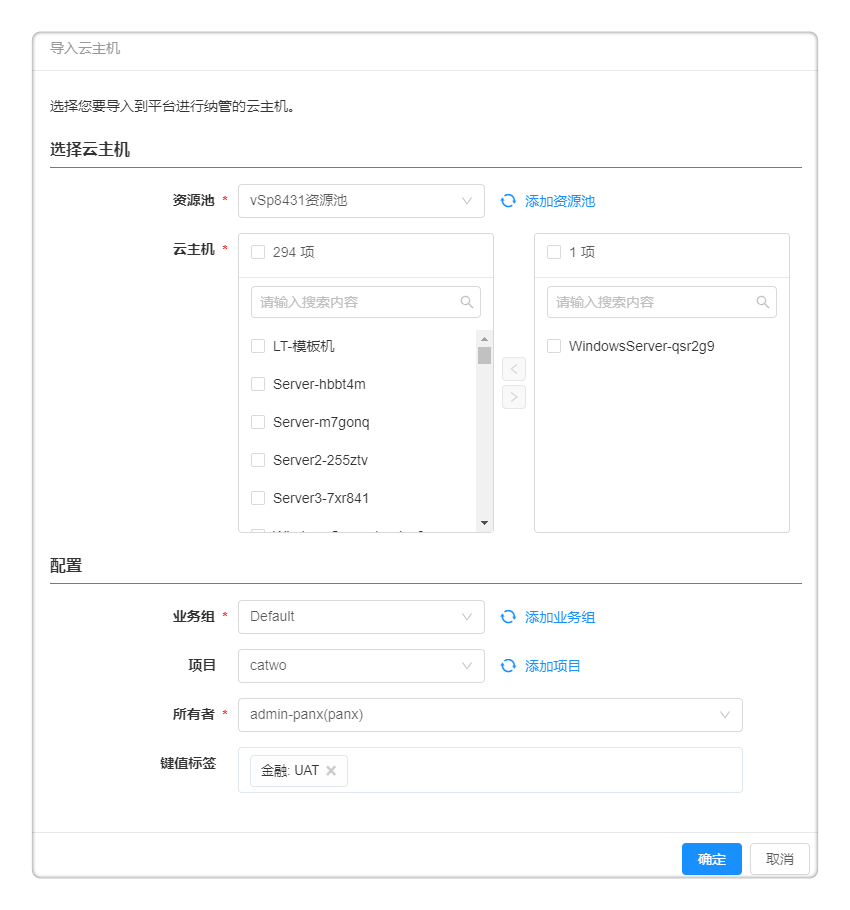 导入云主机
选择您要导入到平台进行纳管的云主机。
选择云主机
资源池 * vSp8431资源池 添加资源池
云主机 * 294 项 1 项
请输入搜索内容 请输入搜索内容
LT-模板机 WindowsServer-qsr2g9
Server-hbbt4m
Server-m7gonq
Server2-255ztv
Server3-7xr841
配置
业务组 * Default 添加业务组
项目 catwo 添加项目
所有者 * admin-panx(panx)
键值标签 金融: UAT
确定 取消